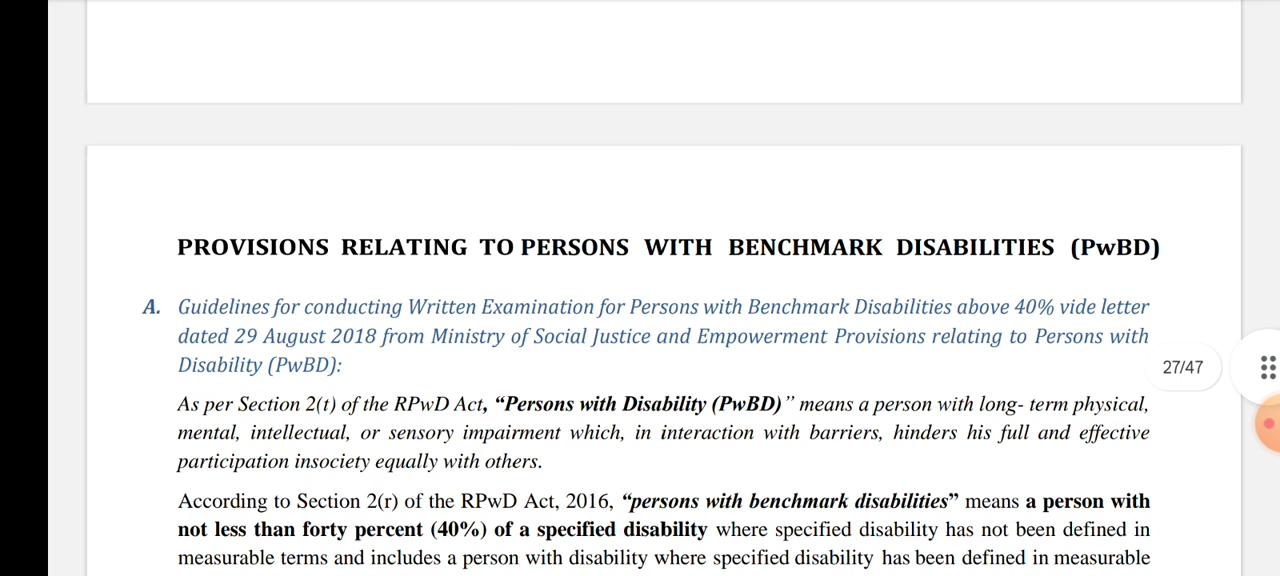 PROVISIONS RELATING TO PERSONS WITH BENCHMARK DISABILITIES (PwBD)
A. Guidelines for conducting Written Examination for Persons with Benchmark Disabilities above 40% vide letter
dated 29 August 2018 from Ministry of Social Justice and Empowerment Provisions relating to Persons with
Disability (PwBD):
27/47
As per Section 2(t) of the RPwD Act, “Persons with Disability (PwBD)” means a person with long- term physical,
mental, intellectual, or sensory impairment which, in interaction with barriers, hinders his full and effective
participation insociety equally with others.
According to Section 2(r) of the RPwD Act, 2016, “persons with benchmark disabilities” means a person with
not less than forty percent (40%) of a specified disability where specified disability has not been defined in
measurable terms and includes a person with disability where specified disability has been defined in measurable